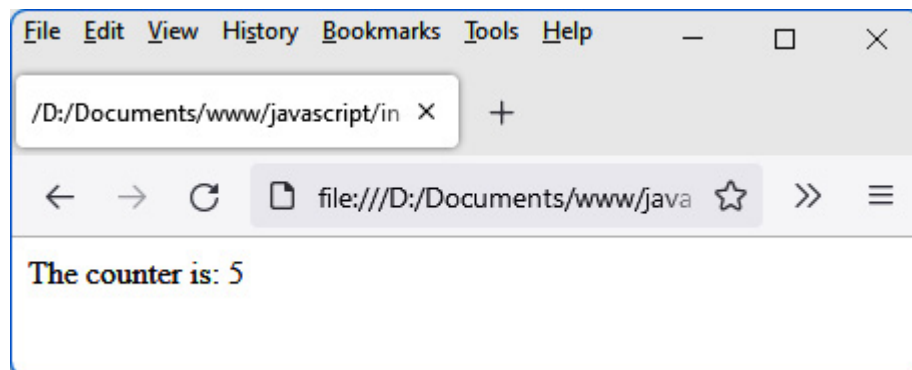 File Edit View History Bookmarks Tools Help
/D:/Documents/www/javascript/in
file:///D:/Documents/www/java
The counter is: 5